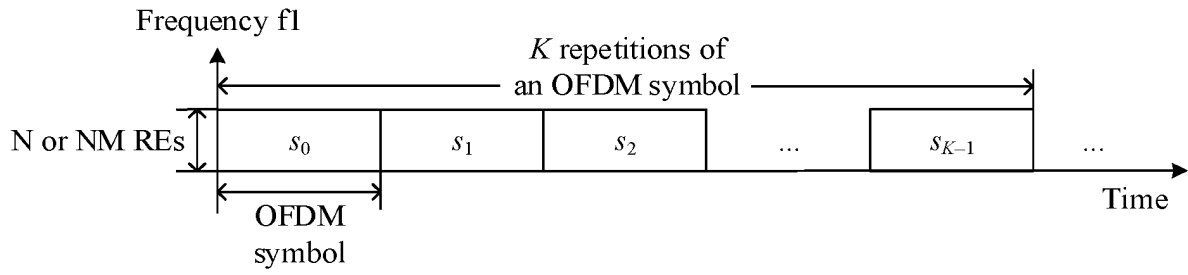 Frequency f1
K repetitions of
an OFDM symbol
N or NM REs
s0 s1 s2 ... sK–1 ...
Time
OFDM
symbol